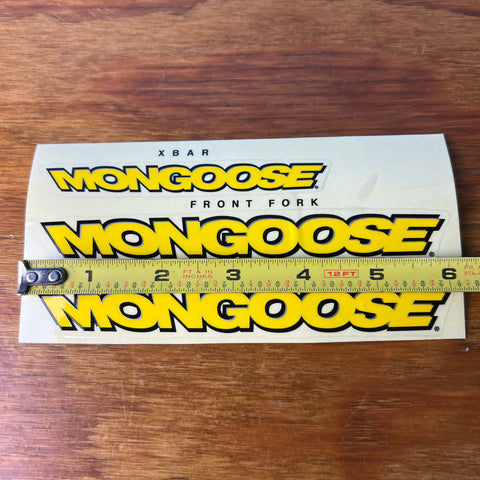 XBAR
MONGOOSE
FRONT FORK
MONGOOSE
1 FT & IN INCHES 2 3 4 12FT 5 6
MONGOOSE